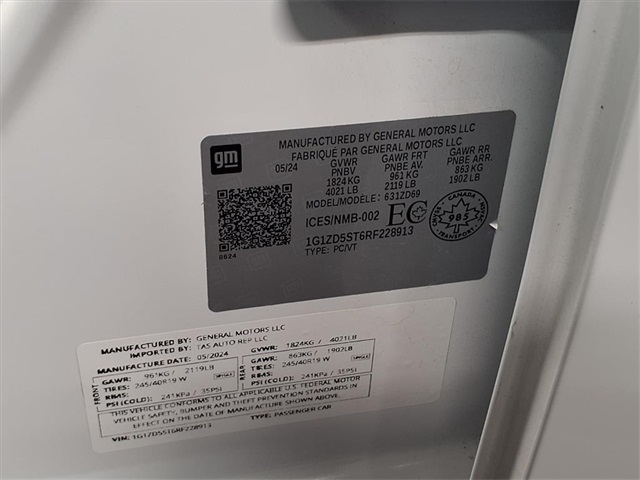 gm
MANUFACTURED BY GENERAL MOTORS LLC
FABRIQUÉ PAR GENERAL MOTORS LLC
05/24 GVWR GAWR FRT GAWR RR
PNBV PNBE AV. PNBE ARR.
1824 KG 961 KG 863 KG
4021 LB 2119 LB 1902 LB
MODEL/MODÈLE: 631ZD69
ICES/NMB-002 EC
CANADA
985
TRANSPORT
1G1ZD5ST6RF228913
TYPE: PC/VT
0824
MANUFACTURED BY: GENERAL MOTORS LLC
IMPORTED BY: TAS AUTO REP LLC
MANUFACTURE DATE: 05/2024
GVWR: 1824KG / 4021LB
FRONT
GAWR: 961KG / 2119LB
TIRES: 245/40R19 W
RIMS:
PSI (COLD): 241KPa / 35PSI
REAR
GAWR: 863KG / 1902LB
TIRES: 245/40R19 W
RIMS:
PSI (COLD): 241KPa / 35PSI
THIS VEHICLE CONFORMS TO ALL APPLICABLE U.S. FEDERAL MOTOR
VEHICLE SAFETY, BUMPER AND THEFT PREVENTION STANDARDS IN
EFFECT ON THE DATE OF MANUFACTURE SHOWN ABOVE
VIN: 1G1ZD5ST6RF228913 TYPE: PASSENGER CAR